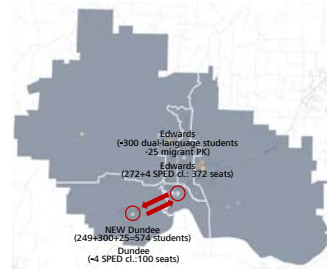 Edwards
(-300 dual-language students
-25 migrant PK)
Edwards
(272+4 SPED cl.: 372 seats)
NEW Dundee
(249+300+25=574 students)
Dundee
(-4 SPED cl.:100 seats)